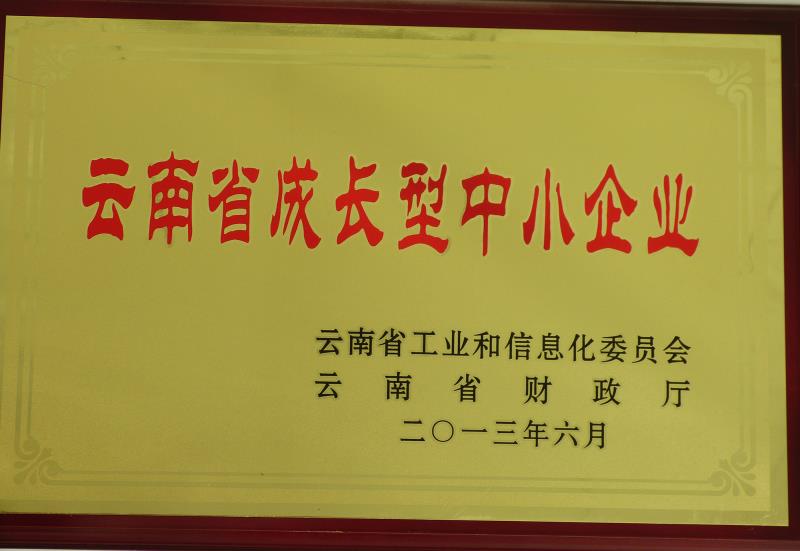 云南省成长型中小企业
云南省工业和信息化委员会
云南省财政厅
二〇一三年六月